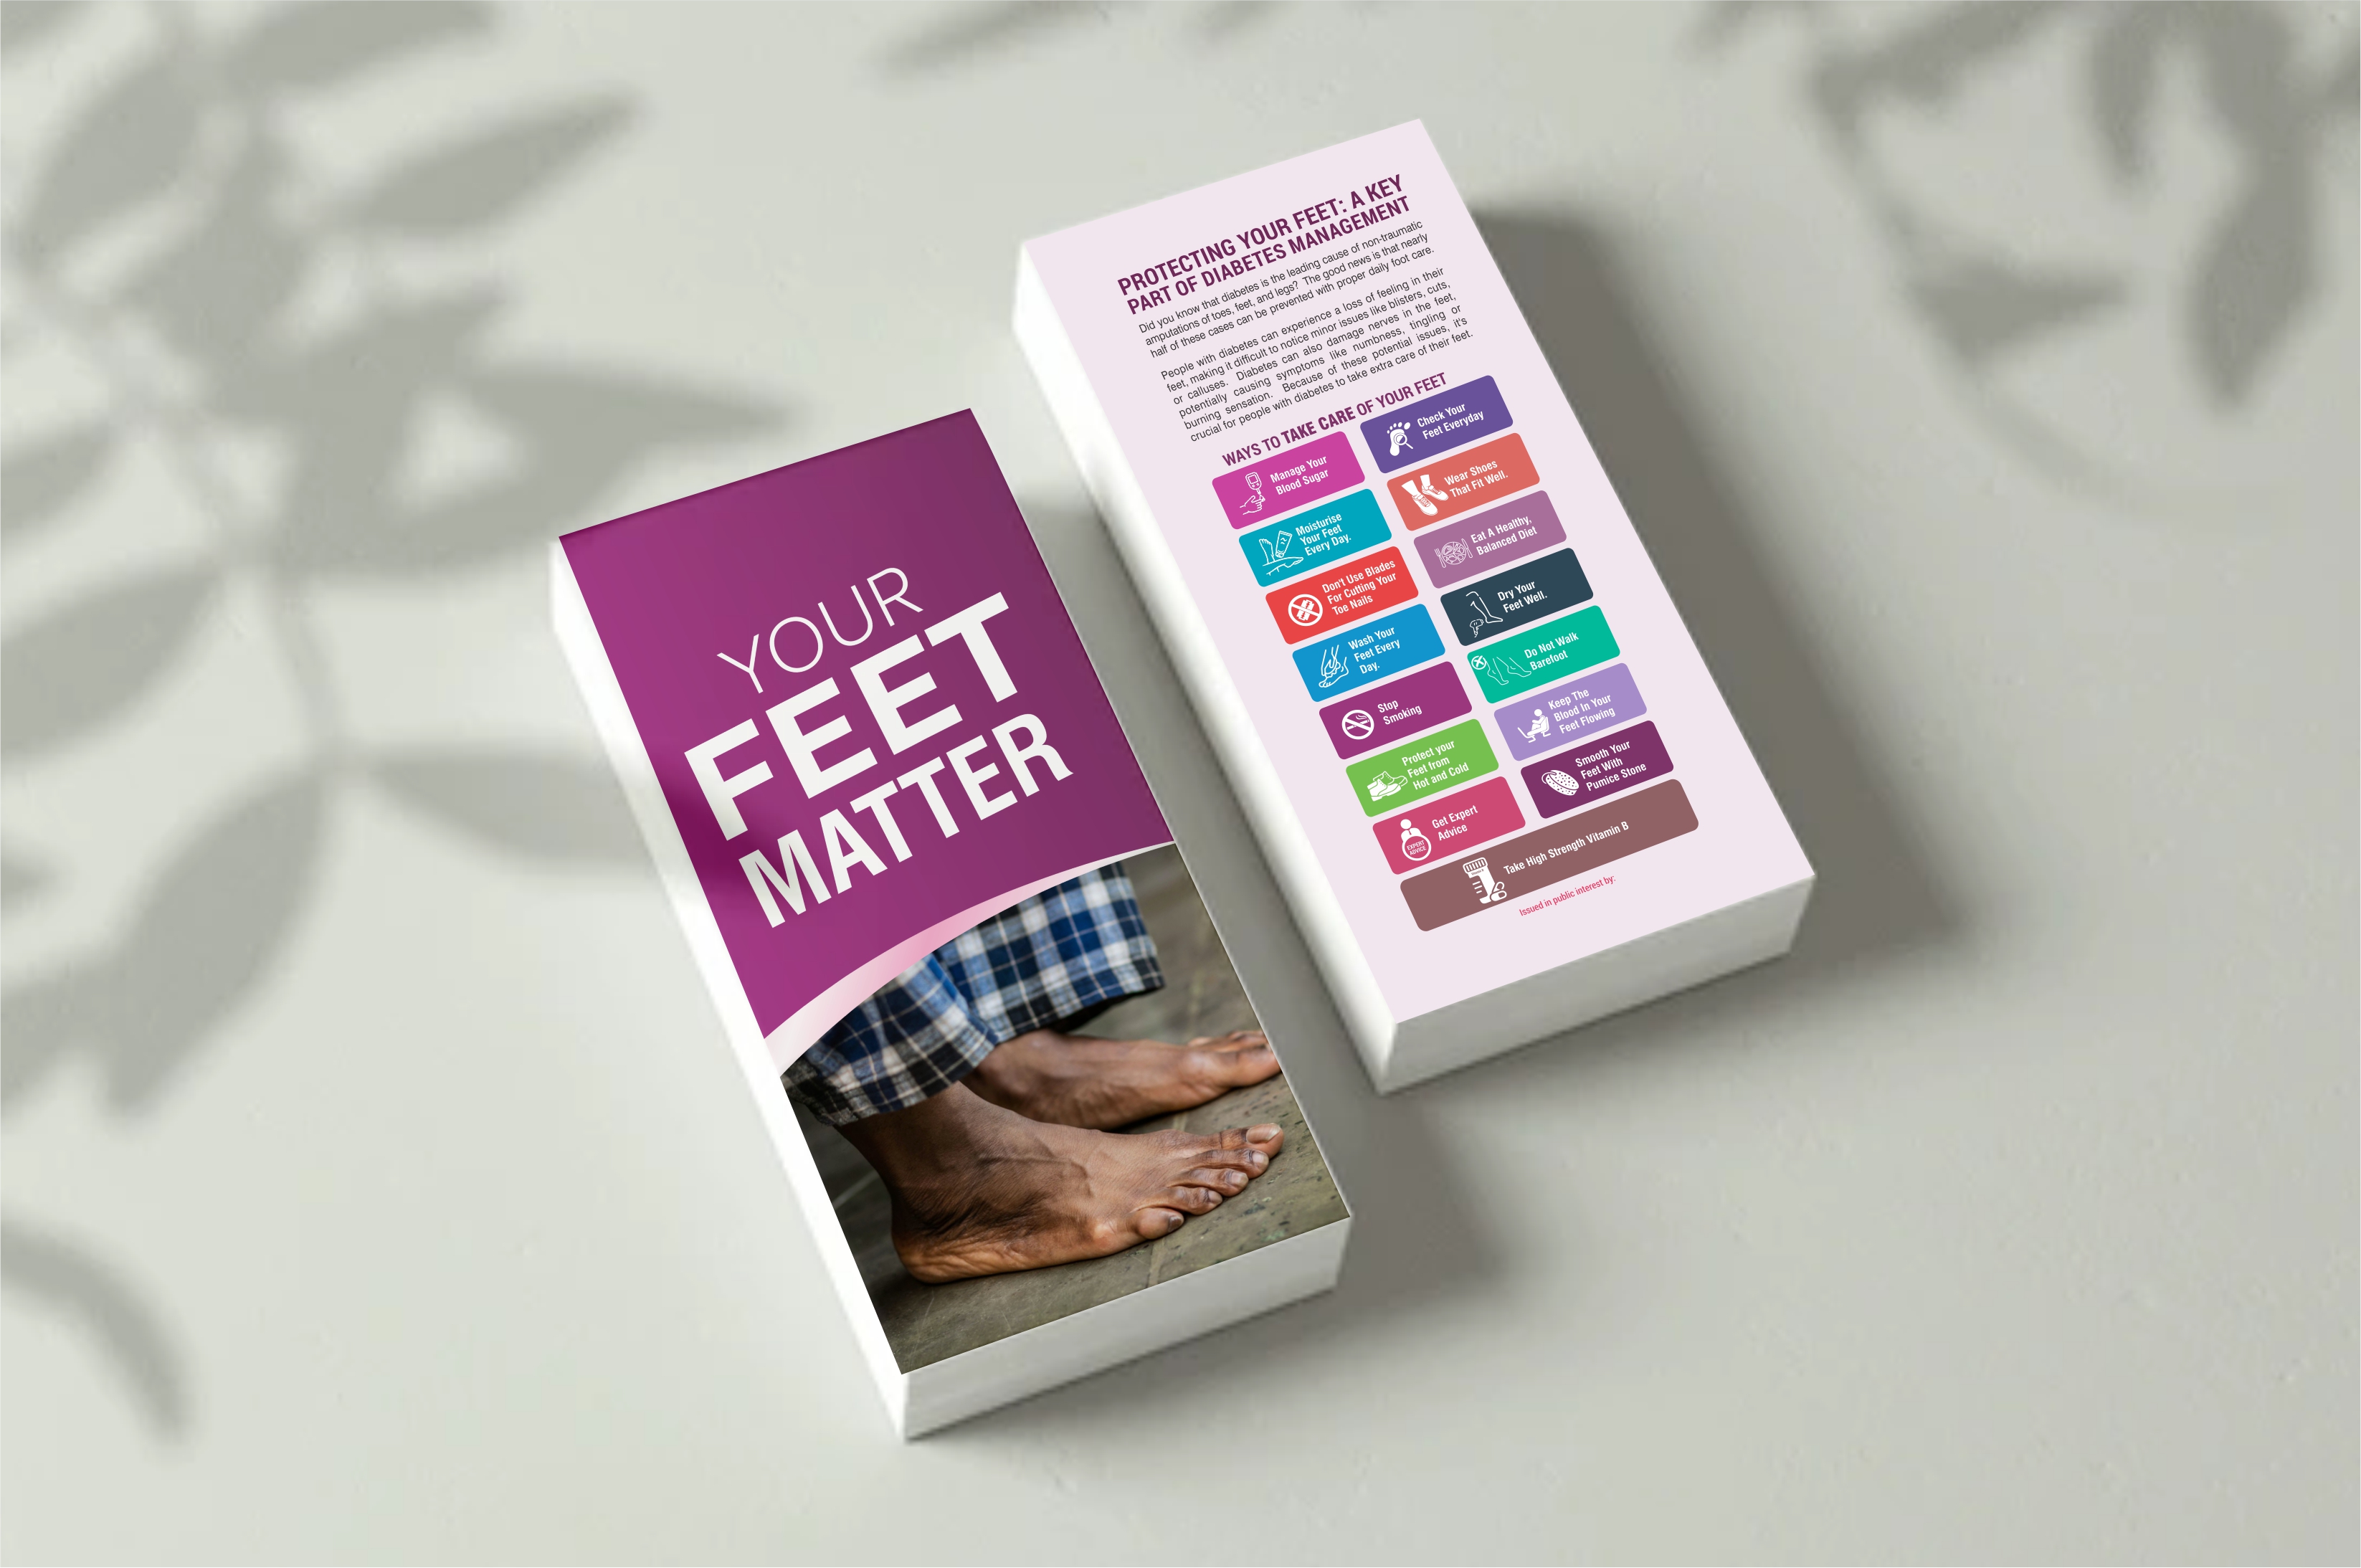 YOUR
FEET
MATTER
PROTECTING YOUR FEET: A KEY
PART OF DIABETES MANAGEMENT
Did you know that diabetes is the leading cause of non-traumatic
amputations of toes, feet, and legs? The good news is that nearly
half of these cases can be prevented with proper daily foot care.
People with diabetes can experience a loss of feeling in their
feet, making it difficult to notice minor issues like blisters, cuts,
or calluses. Diabetes can also damage nerves in the feet,
potentially causing symptoms like numbness, tingling or
burning sensation. Because of these potential issues, it's
crucial for people with diabetes to take extra care of their feet.
WAYS TO TAKE CARE OF YOUR FEET
Manage Your
Blood Sugar
Check Your
Feet Everyday
Moisturise
Your Feet
Every Day.
Wear Shoes
That Fit Well.
Don't Use Blades
For Cutting Your
Toe Nails
Eat A Healthy,
Balanced Diet
Wash Your
Feet Every
Day.
Dry Your
Feet Well.
Stop
Smoking
Do Not Walk
Barefoot
Protect your
Feet from
Hot and Cold
Keep The
Blood In Your
Feet Flowing
EXPERT
ADVICE
Get Expert
Advice
Smooth Your
Feet With
Pumice Stone
Take High Strength Vitamin B
Issued in public interest by: